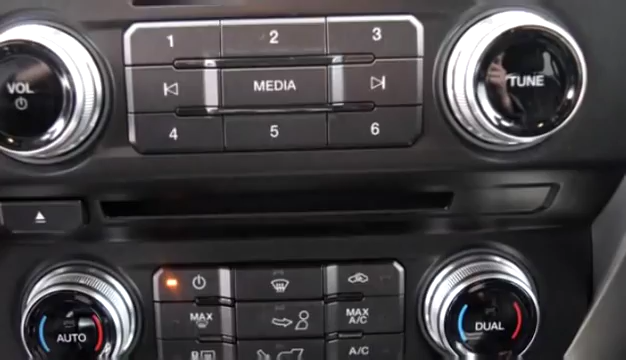 1 2 3
VOL
MEDIA
TUNE
4 5 6
MAX
MAX
A/C
AUTO
DUAL
A/C